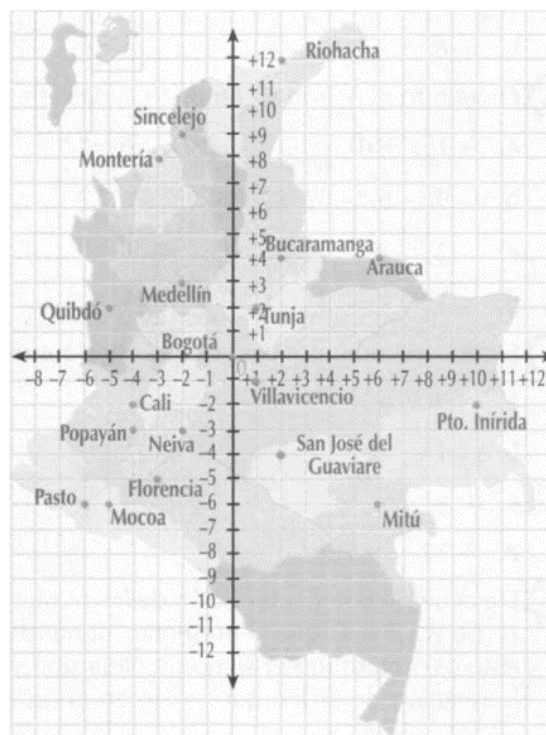 +12 Riohacha
+11
+10
Sincelejo
+9
Montería +8
+7
+6
+5
Bucaramanga
+4
Arauca
+3
Medellín
Quibdó +2 Tunja
+1
Bogotá
0
-8 -7 -6 -5 -4 -3 -2 -1 +1 +2 +3 +4 +5 +6 +7 +8 +9 +10 +11 +12
-1 Villavicencio
Cali -2
Pto. Inírida
Popayán -3
Neiva San José del
-4 Guaviare
Florencia -5
Pasto -6
Mocoa Mitú
-7
-8
-9
-10
-11
-12